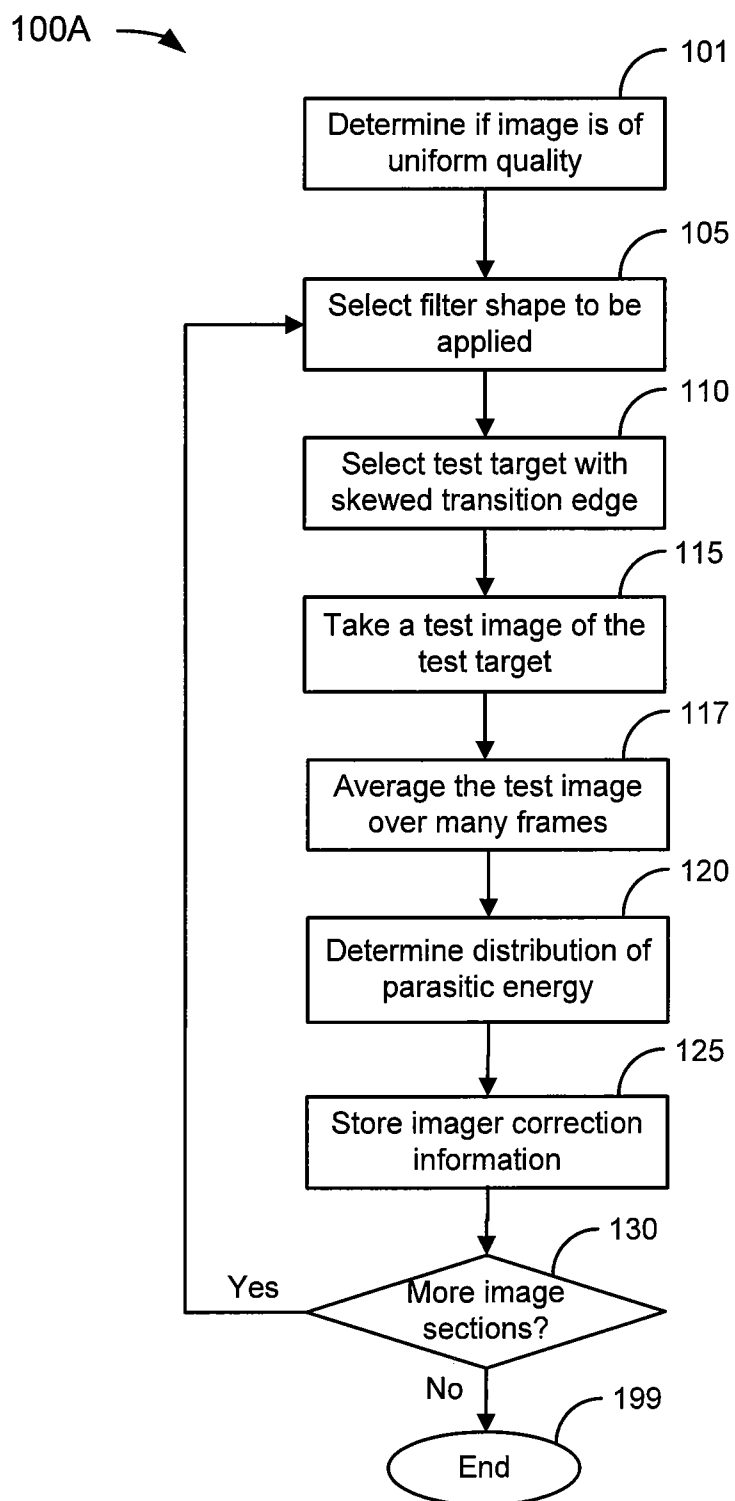 100A
101
Determine if image is of
uniform quality
105
Select filter shape to be
applied
110
Select test target with
skewed transition edge
115
Take a test image of the
test target
117
Average the test image
over many frames
120
Determine distribution of
parasitic energy
125
Store imager correction
information
130
More image
sections?
Yes
No
199
End